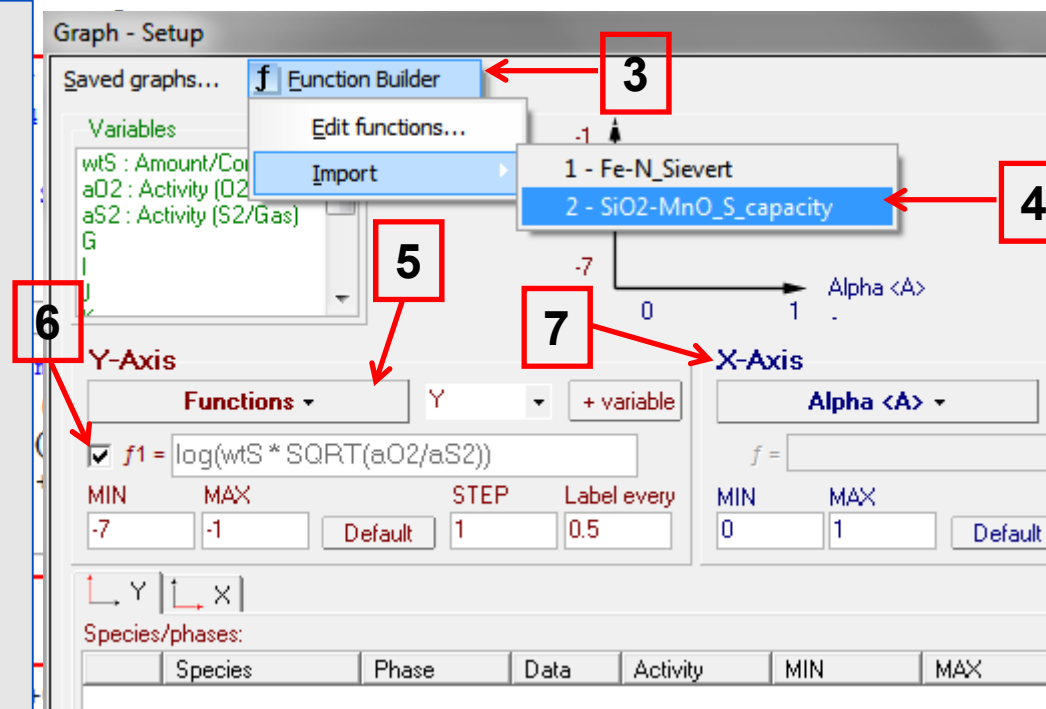 Graph - Setup
Saved graphs...
f Function Builder
3
Edit functions...
Import
1 - Fe-N_Sievert
2 - SiO2-MnO_S_capacity
4
Variables
wtS : Amount/Co
aO2 : Activity (O2
aS2 : Activity (S2/Gas)
G
-1
-7
0
1
Alpha <A>
5
6
7
Y-Axis
Functions
Y
+ variable
f1 = log(wtS * SQRT(aO2/aS2))
MIN MAX STEP Label every
-7 -1 Default 1 0.5
X-Axis
Alpha <A>
f =
MIN MAX
0 1 Default
Y X
Species/phases:
Species Phase Data Activity MIN MAX